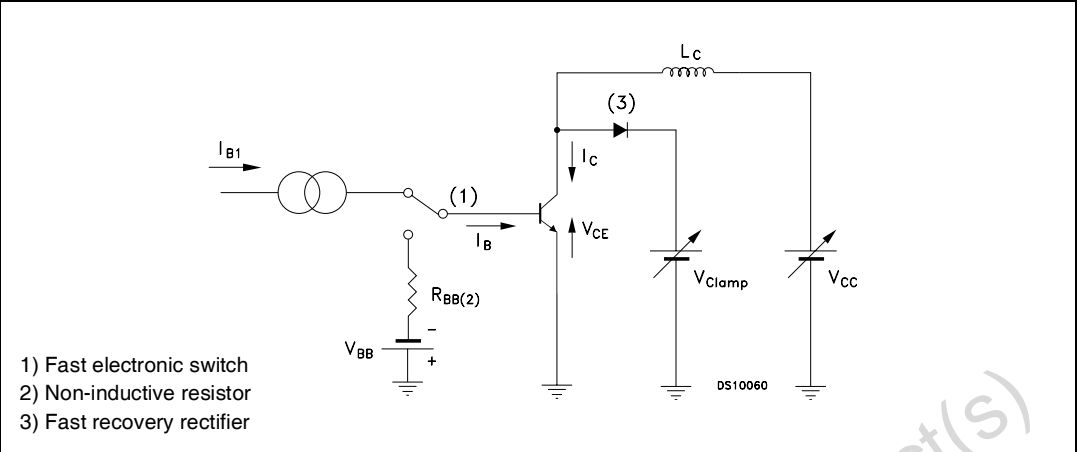 L C
(3)
I B1
(1)
I C
I B
V CE
R BB(2)
V Clamp
V CC
V BB
−
+
DS10060
1) Fast electronic switch
2) Non-inductive resistor
3) Fast recovery rectifier
ct(s)